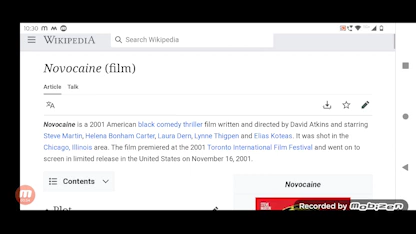 10:30
WIKIPEDIA
Search Wikipedia
Novocaine (film)
Article Talk
Novocaine is a 2001 American black comedy thriller film written and directed by David Atkins and starring
Steve Martin, Helena Bonham Carter, Laura Dern, Lynne Thigpen and Elias Koteas. It was shot in the
Chicago, Illinois area. The film premiered at the 2001 Toronto International Film Festival and went on to
screen in limited release in the United States on November 16, 2001.
Contents
Novocaine
Plot
Recorded by Mobizen